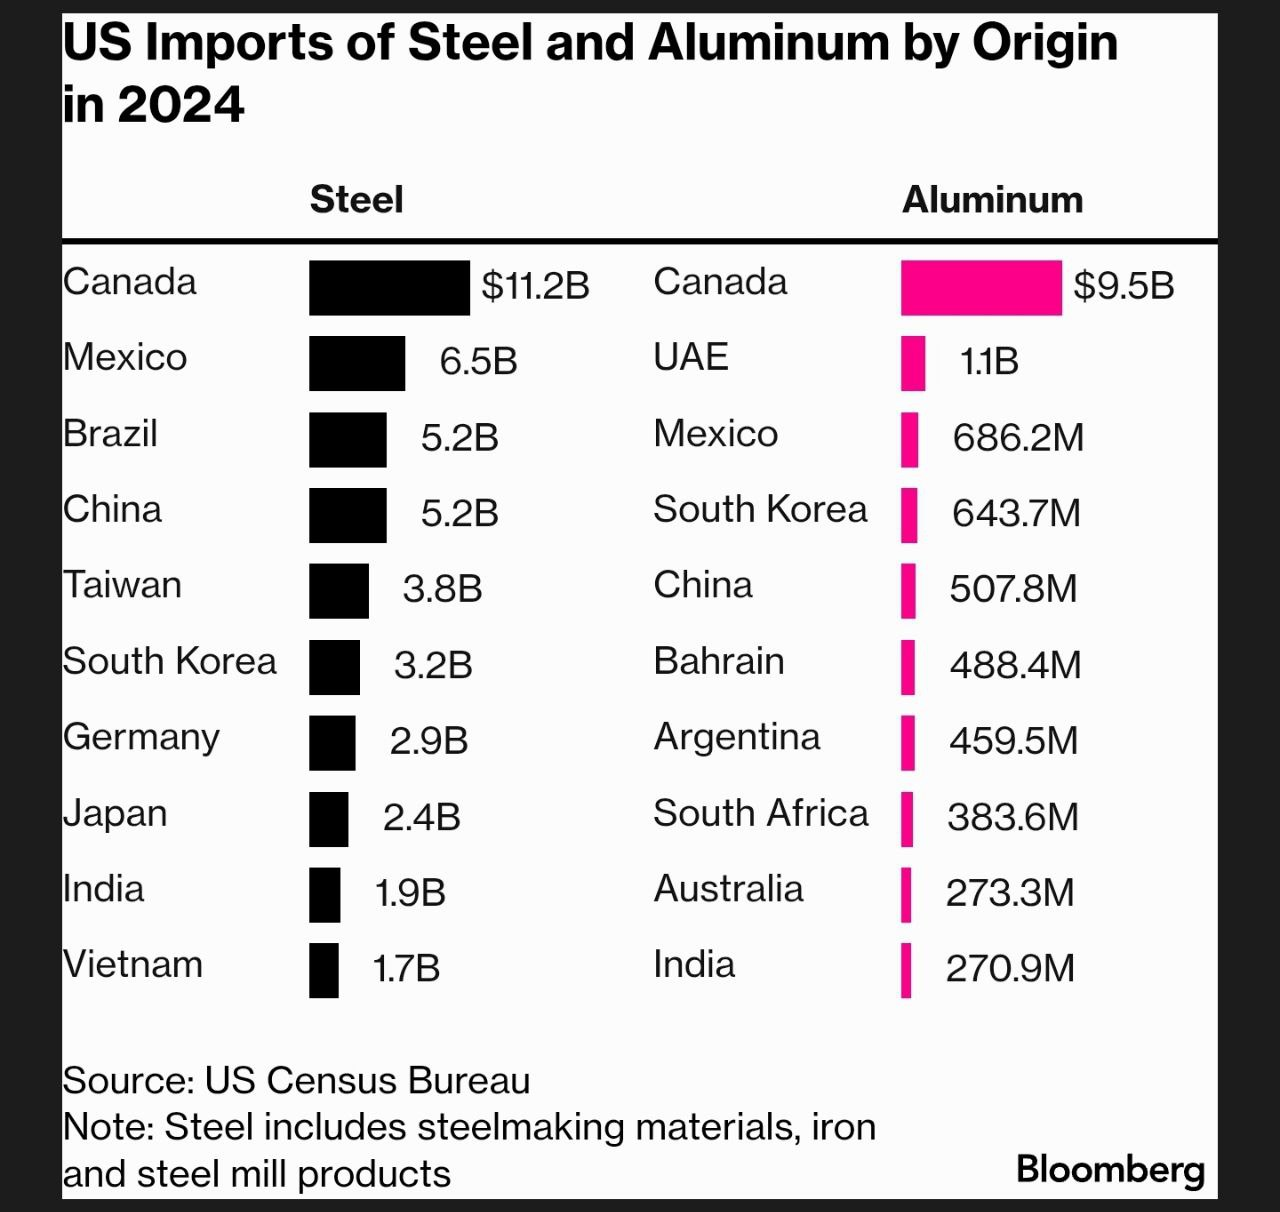 US Imports of Steel and Aluminum by Origin
in 2024
Steel Aluminum
Canada $11.2B Canada $9.5B
Mexico 6.5B UAE 1.1B
Brazil 5.2B Mexico 686.2M
China 5.2B South Korea 643.7M
Taiwan 3.8B China 507.8M
South Korea 3.2B Bahrain 488.4M
Germany 2.9B Argentina 459.5M
Japan 2.4B South Africa 383.6M
India 1.9B Australia 273.3M
Vietnam 1.7B India 270.9M
Source: US Census Bureau
Note: Steel includes steelmaking materials, iron
and steel mill products
Bloomberg